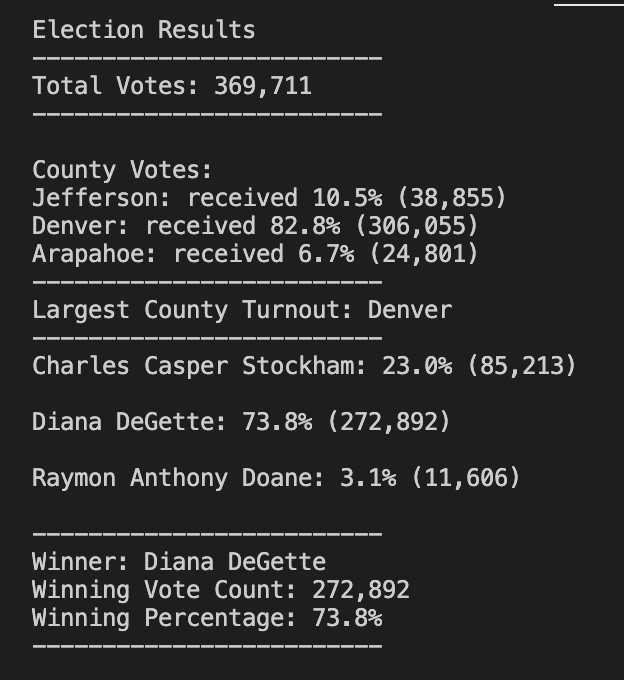 Election Results
-------------------------
Total Votes: 369,711
-------------------------
County Votes:
Jefferson: received 10.5% (38,855)
Denver: received 82.8% (306,055)
Arapahoe: received 6.7% (24,801)
-------------------------
Largest County Turnout: Denver
-------------------------
Charles Casper Stockham: 23.0% (85,213)
Diana DeGette: 73.8% (272,892)
Raymon Anthony Doane: 3.1% (11,606)
-------------------------
Winner: Diana DeGette
Winning Vote Count: 272,892
Winning Percentage: 73.8%
-------------------------